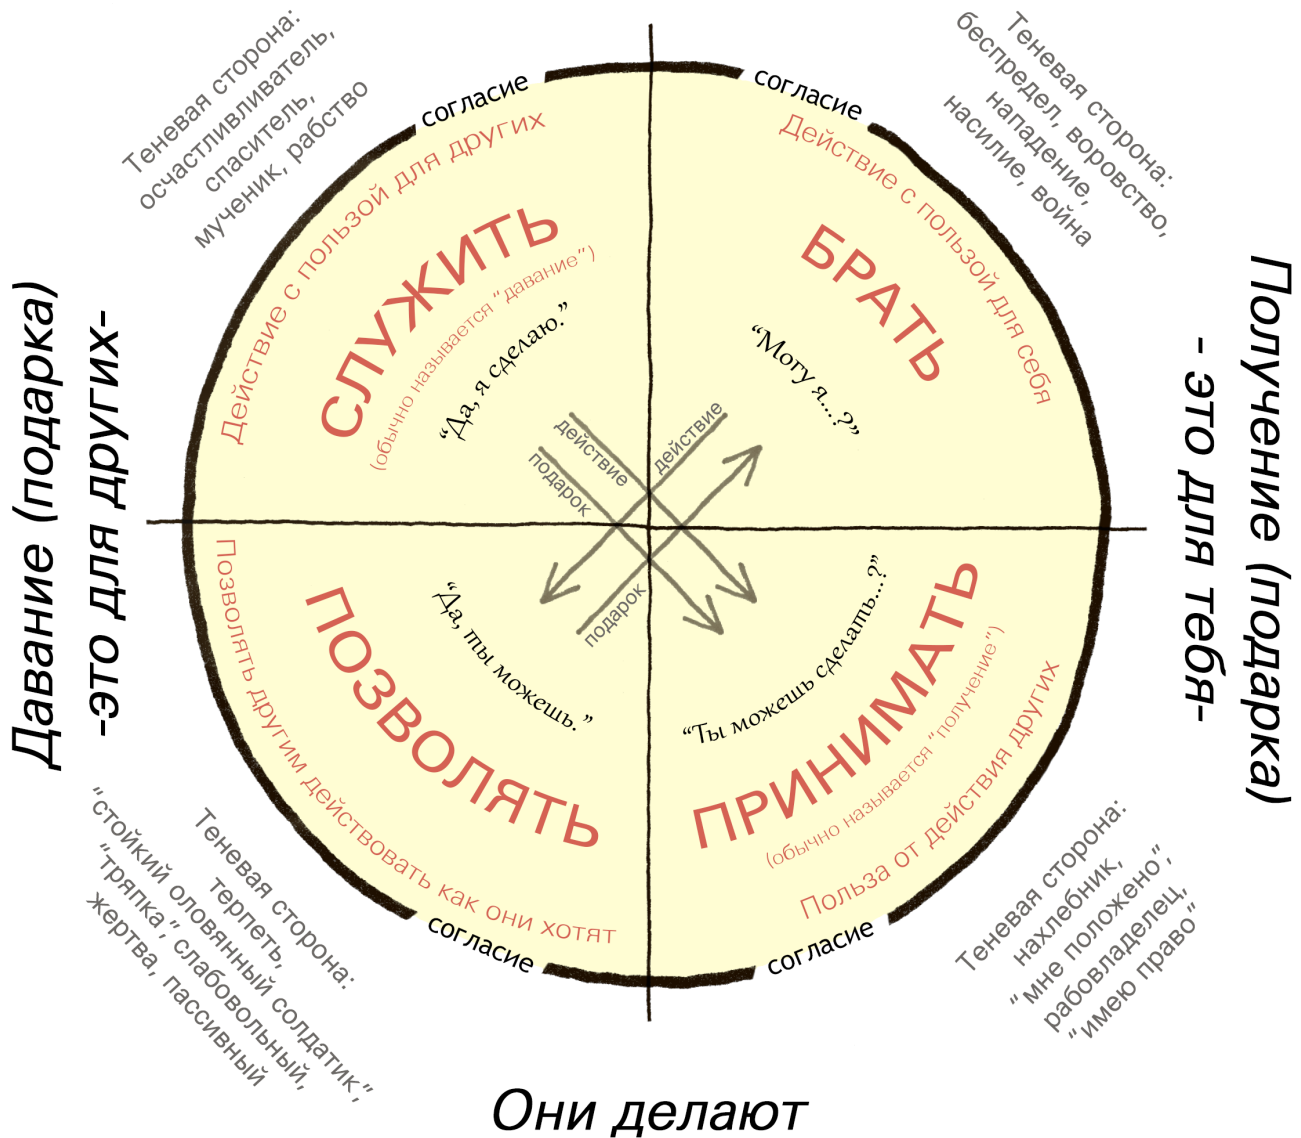 Теневая сторона:
осчастливливатель,
спаситель,
мученик, рабство
Теневая сторона:
беспредел, воровство,
нападение,
насилие, война
согласие
Действие с пользой для других
СЛУЖИТЬ
(обычно называется “давание”)
“Да, я сделаю.”
согласие
Действие с пользой для себя
БРАТЬ
“Могу я...?”
Давание (подарка)
-это для других-
Получение (подарка)
- это для тебя-
действие
подарок
действие
подарок
Позволять другим действовать как они хотят
ПОЗВОЛЯТЬ
“Да, ты можешь.”
согласие
“Ты можешь сделать...?”
ПРИНИМАТЬ
(обычно называется “получение”)
Польза от действия других
согласие
Теневая сторона:
терпеть,
“стойкий оловянный солдатик”,
“тряпка”, слабовольный,
жертва, пассивный
Теневая сторона:
нахлебник,
“мне положено”,
рабовладелец,
“имею право”
Они делают